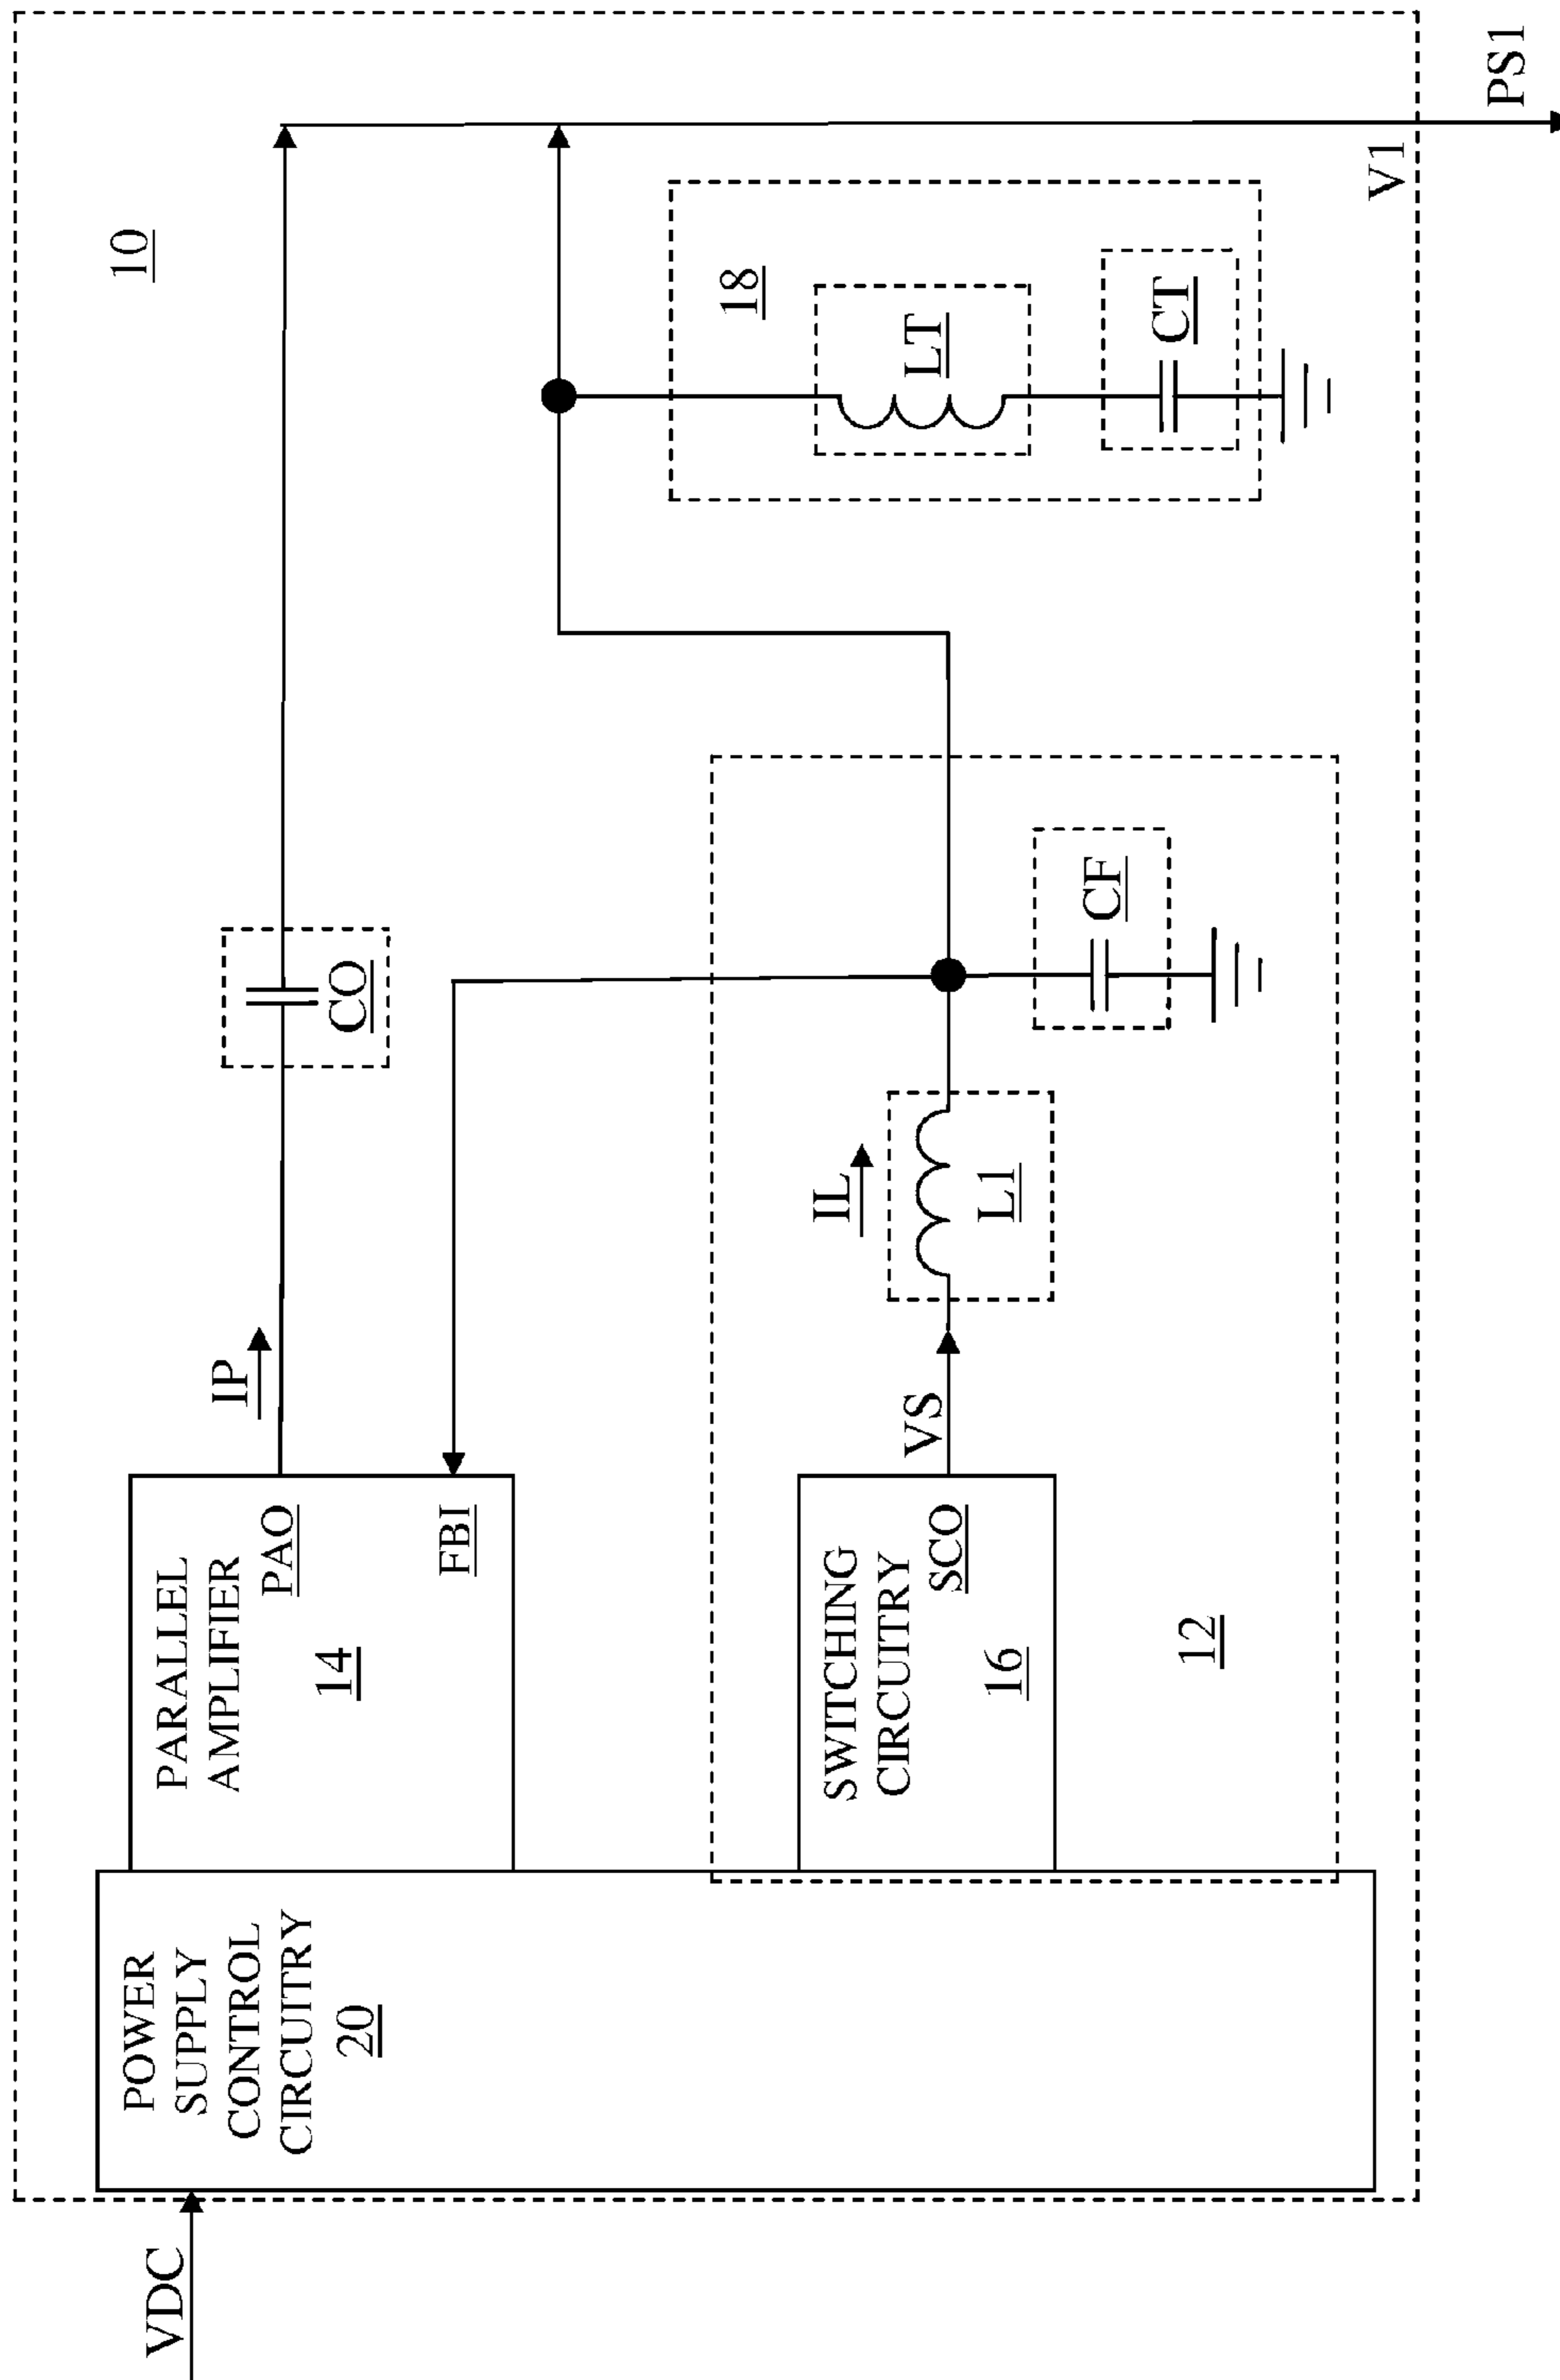 VDC
POWER
SUPPLY
CONTROL
CIRCUITRY
20
PARALLEL
AMPLIFIER
PAO
14
FBI
IP
CO
10
SWITCHING
CIRCUITRY
SCO
16
12
VS
IL
L1
CF
18
LT
CT
V1
PS1